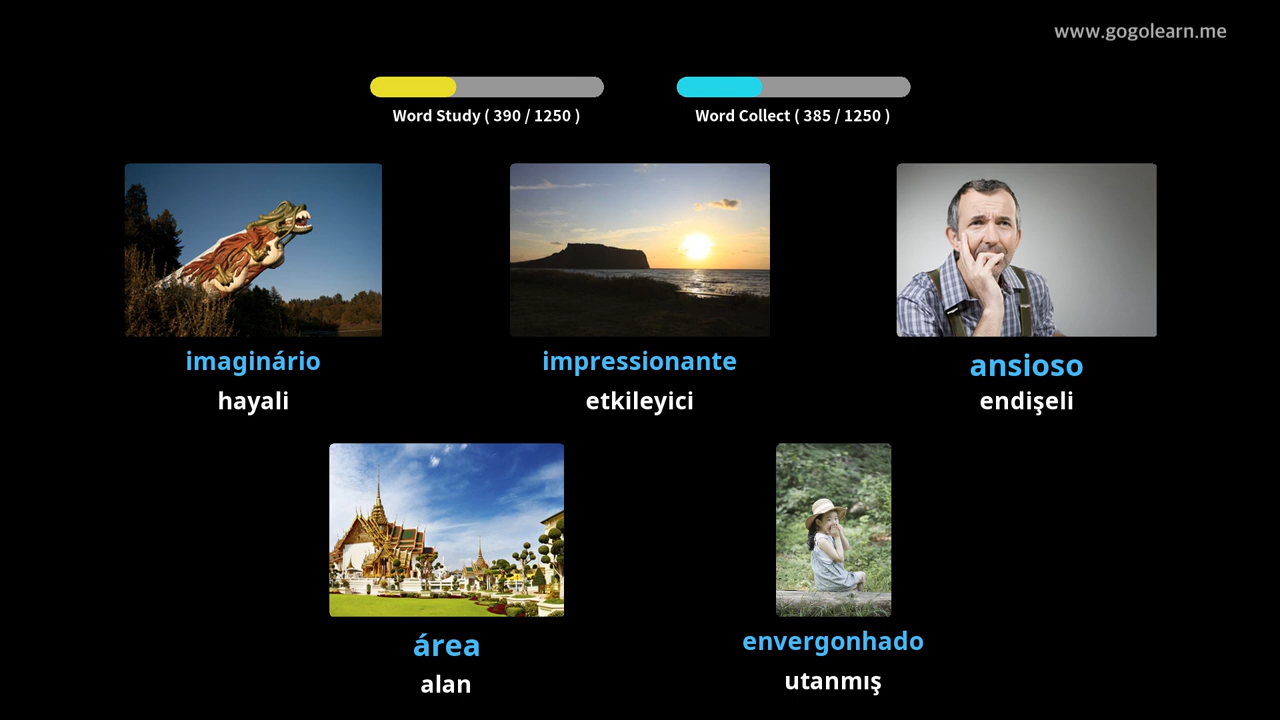 www.gogolearn.me
Word Study ( 390 / 1250 )
Word Collect ( 385 / 1250 )
imaginário
hayali
impressionante
etkileyici
ansioso
endişeli
área
alan
envergonhado
utanmış